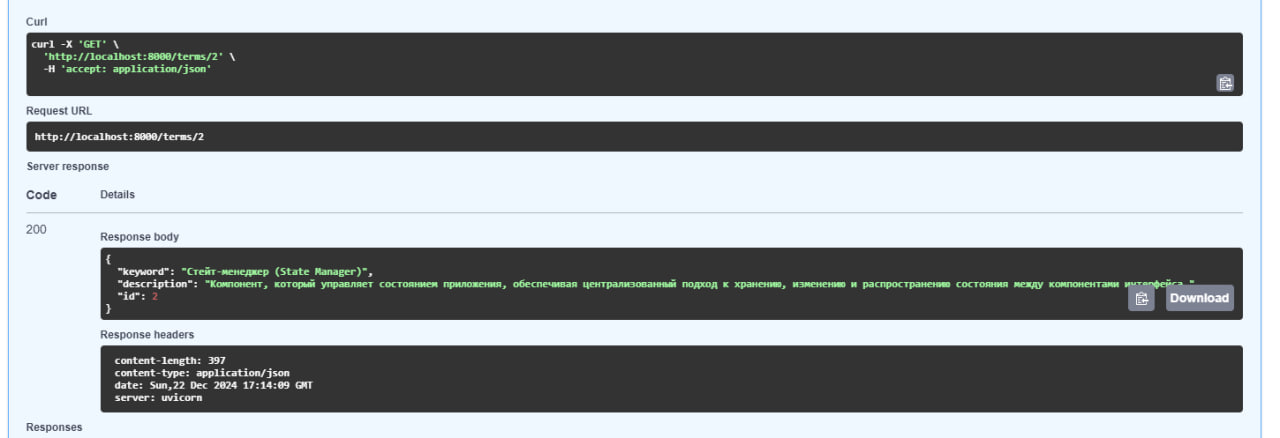 Curl
curl -X 'GET' \
'http://localhost:8000/terms/2' \
-H 'accept: application/json'
Request URL
http://localhost:8000/terms/2
Server response
Code Details
200
Response body
{
"keyword": "Стейт-менеджер (State Manager)",
"description": "Компонент, который управляет состоянием приложения, обеспечивая централизованный подход к хранению, изменению и распространению состояния между компонентами интерфейса."
"id": 2
}
Download
Response headers
content-length: 397
content-type: application/json
date: Sun,22 Dec 2024 17:14:09 GMT
server: uvicorn
Responses